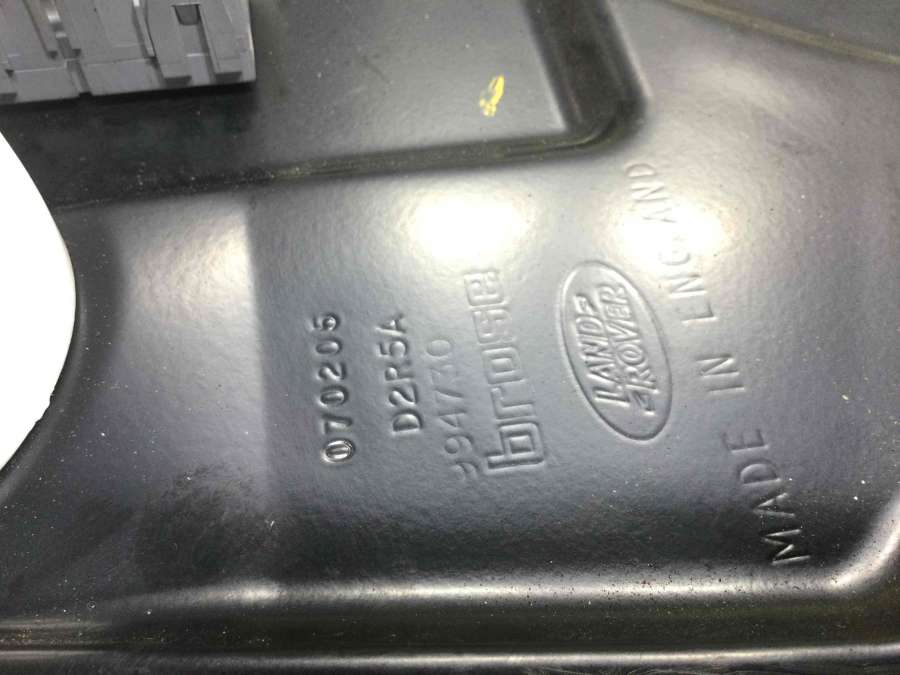 070205
D2R5A
994730
brose
LAND
ROVER
MADE IN ENGLAND